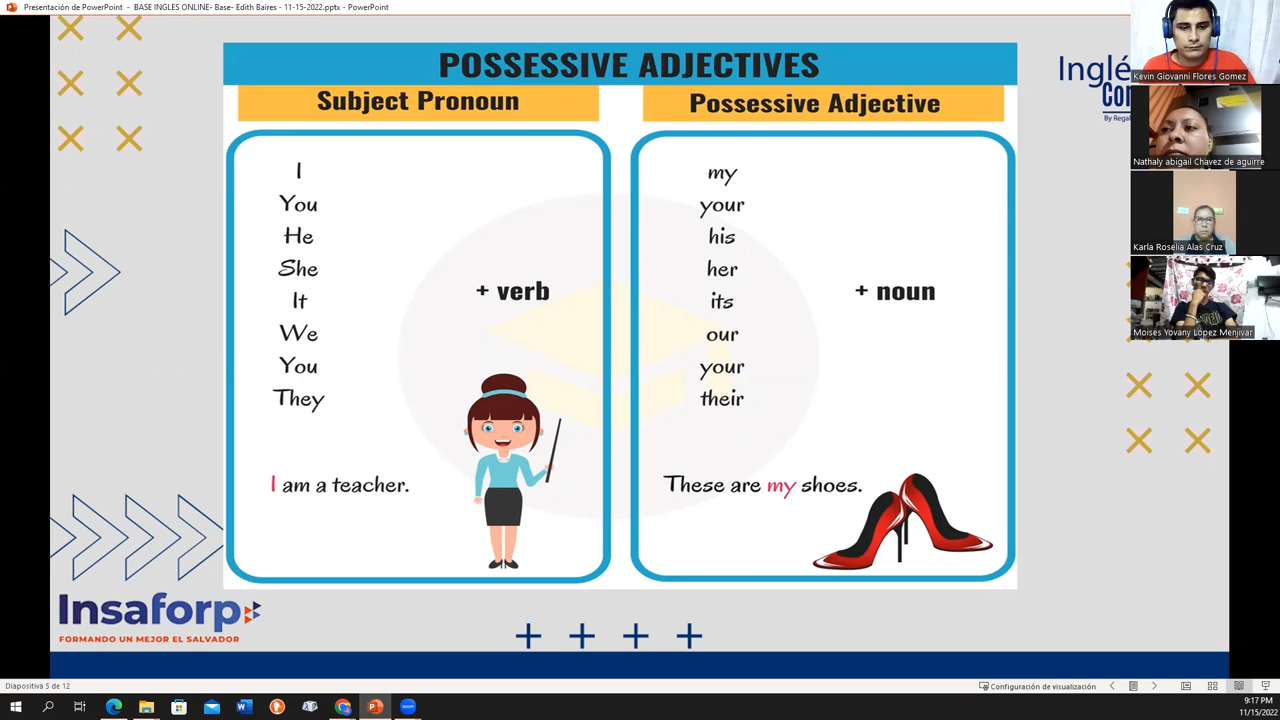 Presentación de PowerPoint - BASE INGLES ONLINE- Base- Edith Baires - 11-15-2022.pptx - PowerPoint
POSSESSIVE ADJECTIVES
Subject Pronoun
I
You
He
She
It
We
You
They
+ verb
I am a teacher.
Possessive Adjective
my
your
his
her
its
our
your
their
+ noun
These are my shoes.
Inglé
Con
By Regal
Kevin Giovanni Flores Gomez
Nathaly abigail Chavez de aguirre
Karla Roselia Alas Cruz
Moises Yovany López Menjivar
Insaforp
FORMANDO UN MEJOR EL SALVADOR
Diapositiva 5 de 12
Configuración de visualización
9:17 PM
11/15/2022